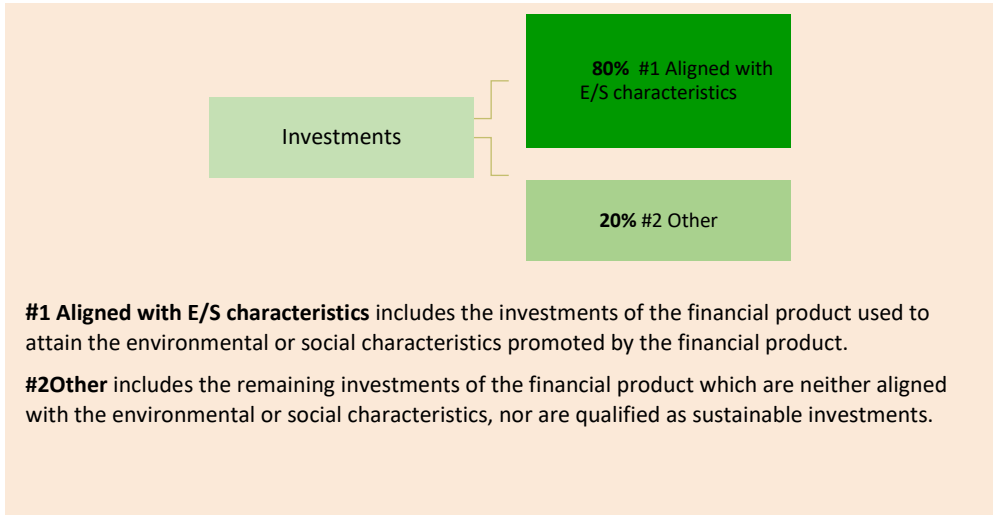 80% #1 Aligned with
E/S characteristics
Investments
20% #2 Other
#1 Aligned with E/S characteristics includes the investments of the financial product used to
attain the environmental or social characteristics promoted by the financial product.
#2Other includes the remaining investments of the financial product which are neither aligned
with the environmental or social characteristics, nor are qualified as sustainable investments.